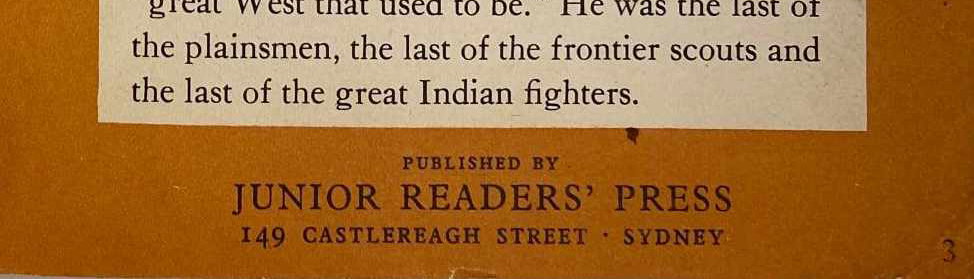 great West that used to be." He was the last of
the plainsmen, the last of the frontier scouts and
the last of the great Indian fighters.
PUBLISHED BY
JUNIOR READERS' PRESS
149 CASTLEREAGH STREET · SYDNEY
3